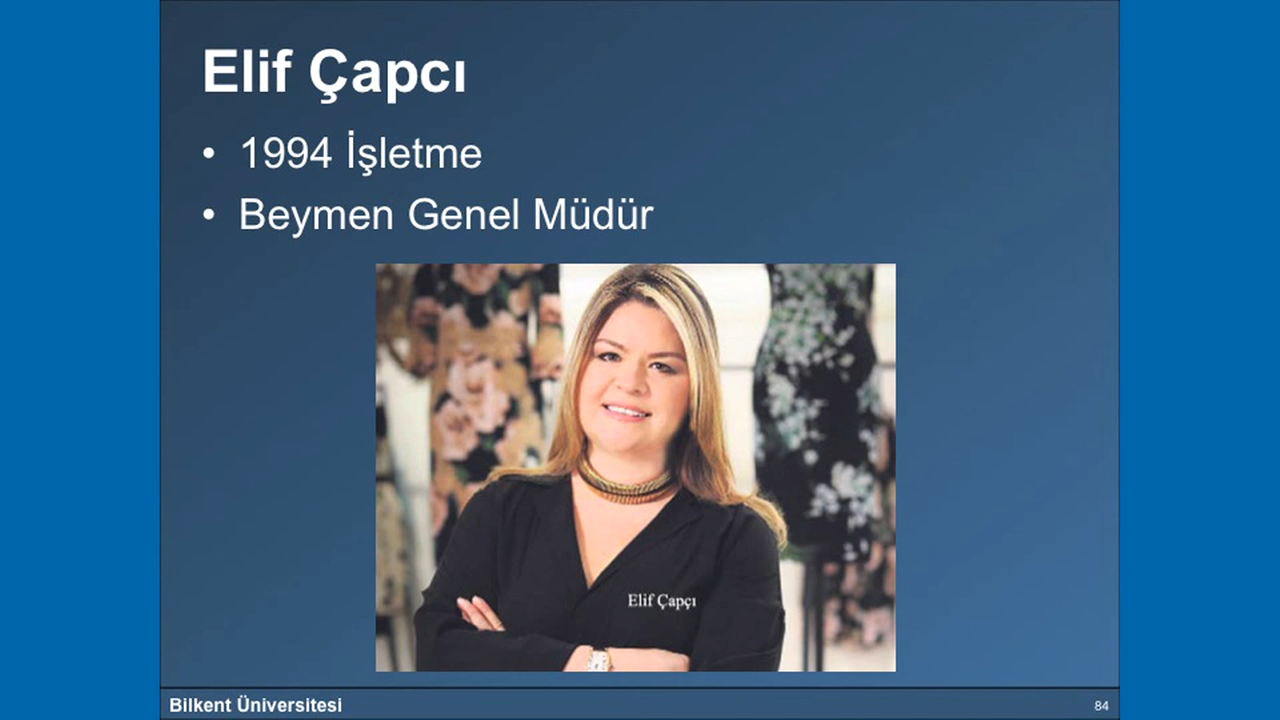 Elif Çapcı
• 1994 İşletme
• Beymen Genel Müdür
Elif Çapçı
Bilkent Üniversitesi
84